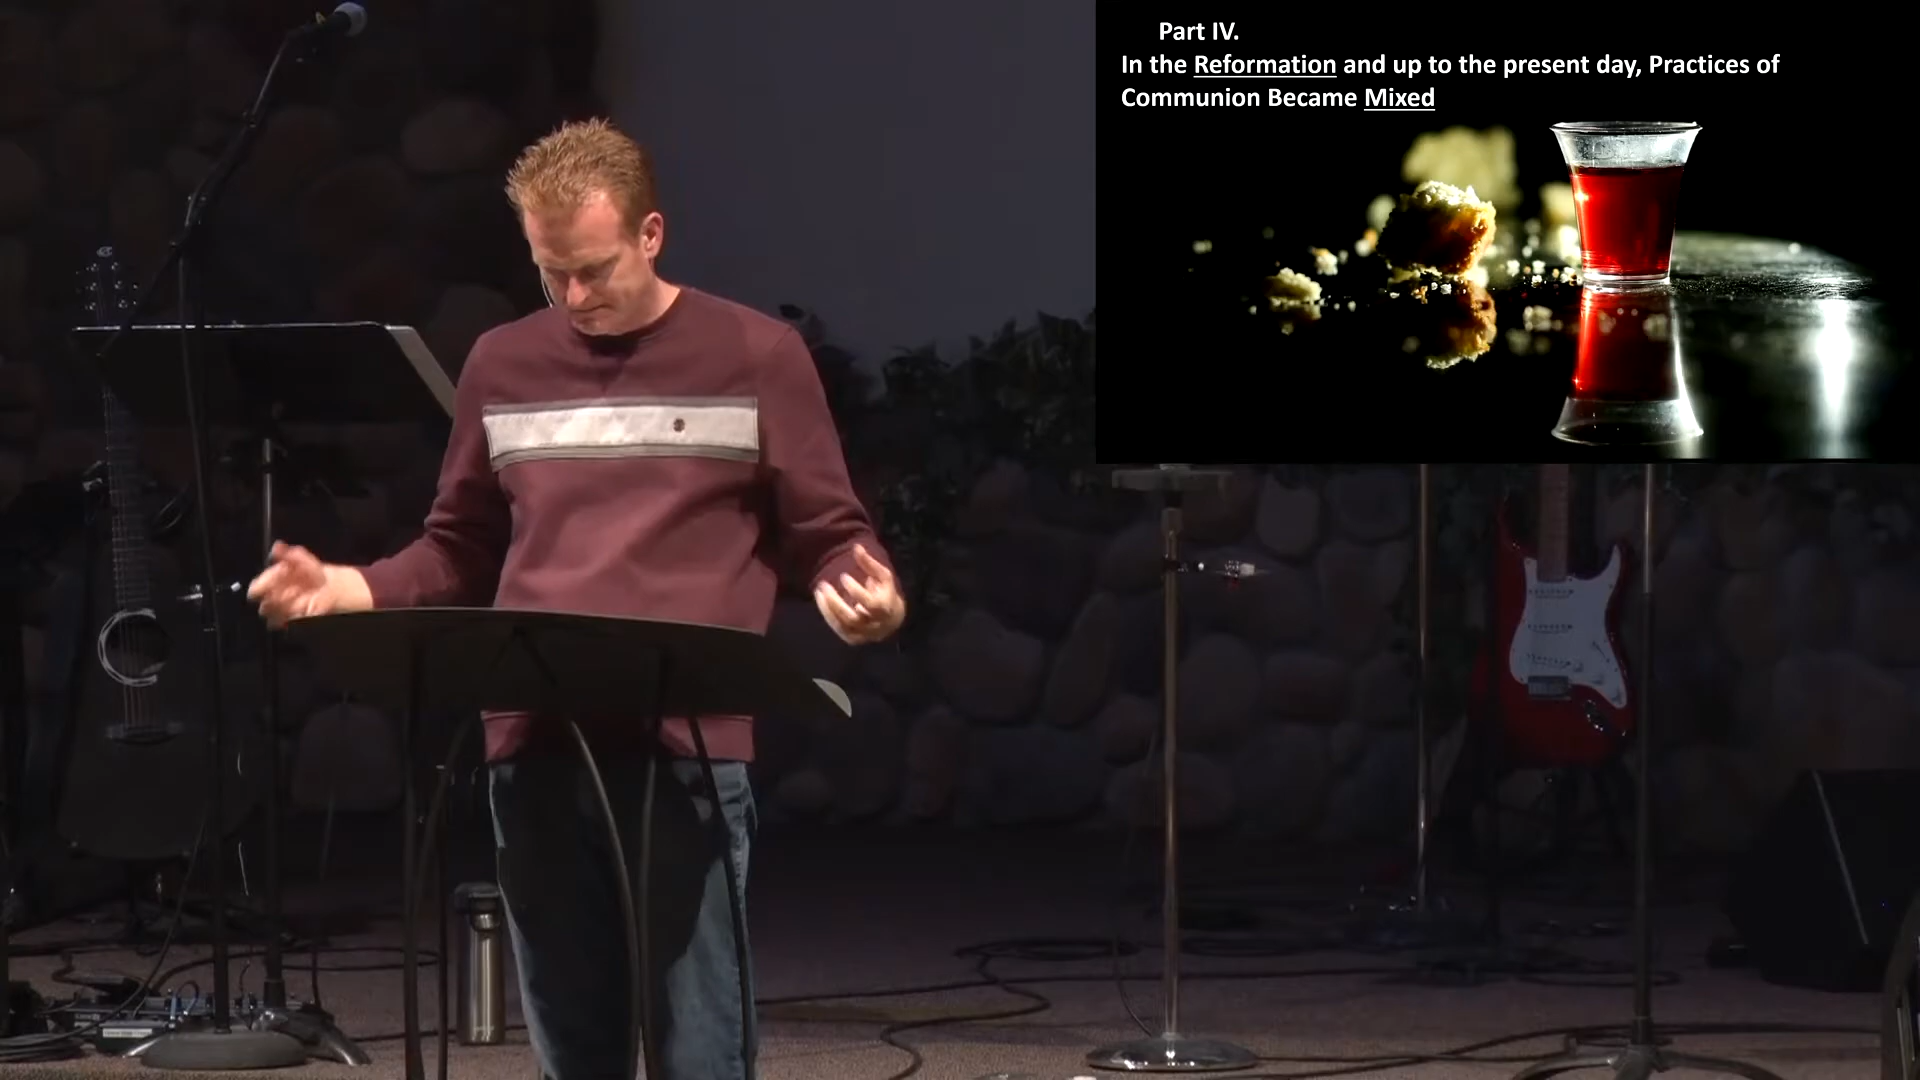 Part IV.
In the Reformation and up to the present day, Practices of
Communion Became Mixed